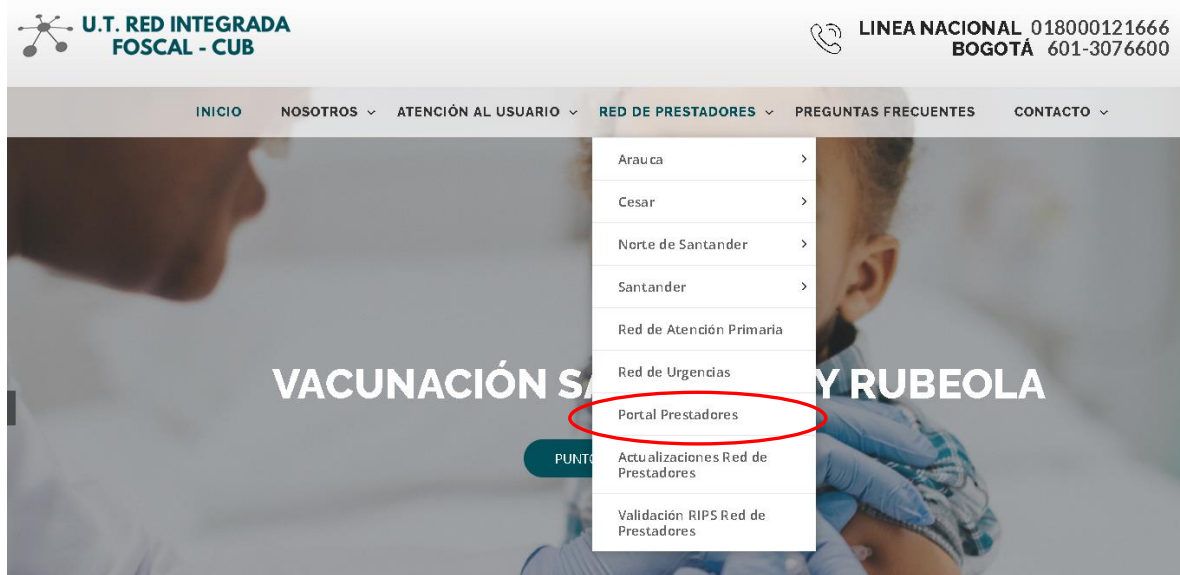 U.T. RED INTEGRADA
FOSCAL - CUB
LINEA NACIONAL 018000121666
BOGOTÁ 601-3076600
INICIO NOSOTROS ATENCIÓN AL USUARIO RED DE PRESTADORES PREGUNTAS FRECUENTES CONTACTO
Arauca
Cesar
Norte de Santander
Santander
Red de Atención Primaria
Red de Urgencias
Portal Prestadores
Actualizaciones Red de
Prestadores
Validación RIPS Red de
Prestadores
VACUNACIÓN Y RUBEOLA